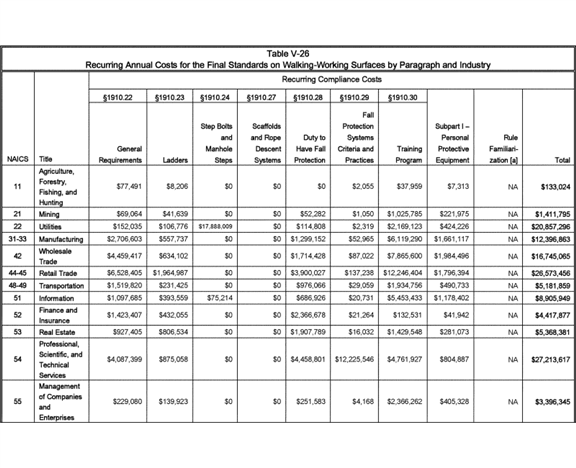 Table V-26
Recurring Annual Costs for the Final Standards on Walking-Working Surfaces by Paragraph and Industry
Recurring Compliance Costs
§1910.22 §1910.23 §1910.24 §1910.27 §1910.28 §1910.29 §1910.30
NAICS Title General Requirements Ladders Step Bolts and Manhole Steps Scaffolds and Rope Descent Systems Duty to Have Fall Protection Fall Protection Systems Criteria and Practices Training Program Subpart I – Personal Protective Equipment Rule Familiari-zation [a] Total
11 Agriculture, Forestry, Fishing, and Hunting $77,491 $8,206 $0 $0 $0 $2,055 $37,959 $7,313 NA $133,024
21 Mining $69,064 $41,639 $0 $0 $52,282 $1,050 $1,025,785 $221,975 NA $1,411,795
22 Utilities $152,035 $106,776 $17,888,009 $0 $114,808 $2,319 $2,169,123 $424,226 NA $20,857,296
31-33 Manufacturing $2,706,603 $557,737 $0 $0 $1,299,152 $52,965 $6,119,290 $1,661,117 NA $12,396,863
42 Wholesale Trade $4,459,417 $634,102 $0 $0 $1,714,428 $87,022 $7,865,600 $1,984,496 NA $16,745,065
44-45 Retail Trade $6,528,405 $1,964,987 $0 $0 $3,900,027 $137,238 $12,246,404 $1,796,394 NA $26,573,456
48-49 Transportation $1,519,820 $231,425 $0 $0 $976,066 $29,059 $1,934,756 $490,733 NA $5,181,859
51 Information $1,097,685 $393,559 $75,214 $0 $686,926 $20,731 $5,453,433 $1,178,402 NA $8,905,949
52 Finance and Insurance $1,423,407 $432,055 $0 $0 $2,366,678 $21,264 $132,531 $41,942 NA $4,417,877
53 Real Estate $927,405 $806,534 $0 $0 $1,907,789 $16,032 $1,429,548 $281,073 NA $5,368,381
54 Professional, Scientific, and Technical Services $4,087,399 $875,058 $0 $0 $4,458,801 $12,225,546 $4,761,927 $804,887 NA $27,213,617
55 Management of Companies and Enterprises $229,080 $139,923 $0 $0 $251,583 $4,168 $2,366,262 $405,328 NA $3,396,345